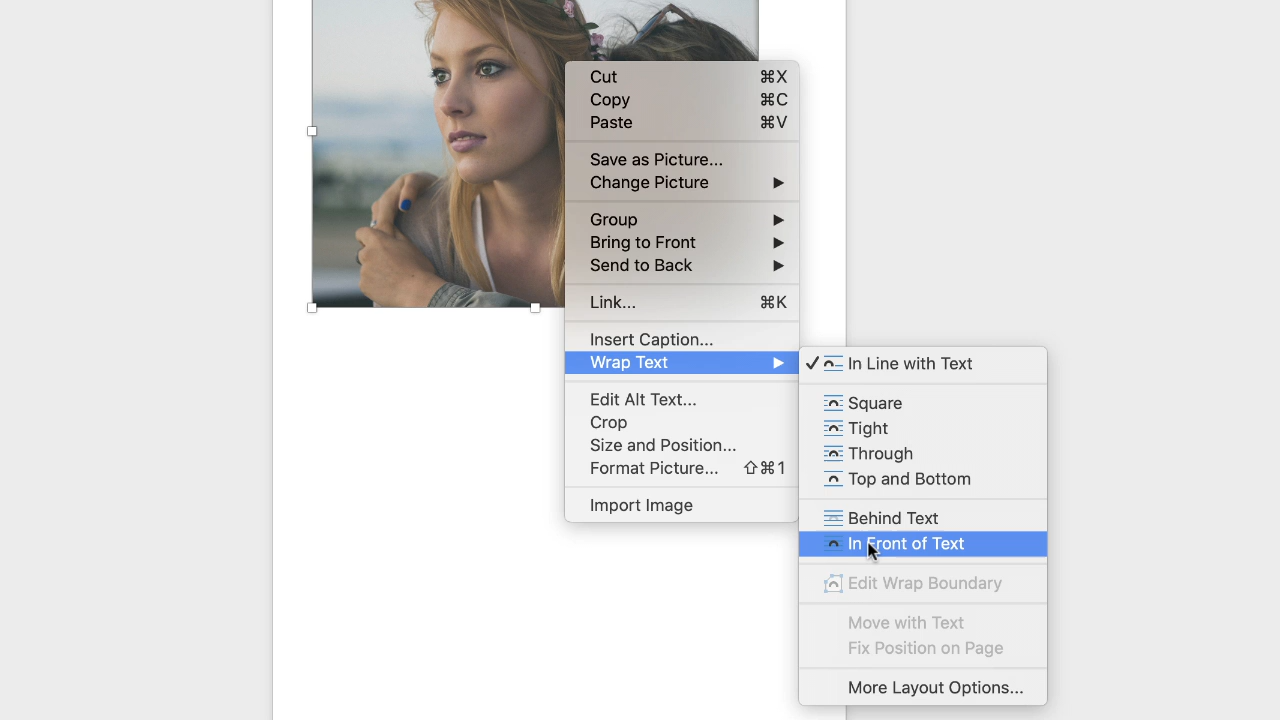 Cut ⌘X
Copy ⌘C
Paste ⌘V
Save as Picture...
Change Picture
Group
Bring to Front
Send to Back
Link... ⌘K
Insert Caption...
Wrap Text
Edit Alt Text...
Crop
Size and Position...
Format Picture... ⇧⌘1
Import Image
In Line with Text
Square
Tight
Through
Top and Bottom
Behind Text
In Front of Text
Edit Wrap Boundary
Move with Text
Fix Position on Page
More Layout Options...